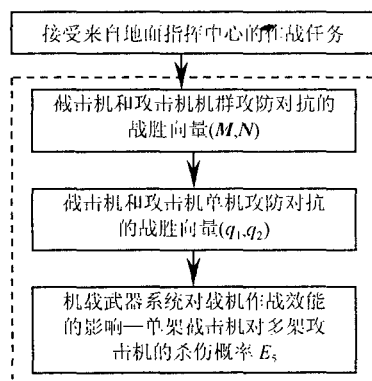 接受来自地面指挥中心的作战任务
截击机和攻击机机群攻防对抗的
战胜向量(M,N)
截击机和攻击机单机攻防对抗
的战胜向量(q₁,q₂)
机载武器系统对载机作战效能
的影响—单架截击机对多架攻
击机的杀伤概率 E₅